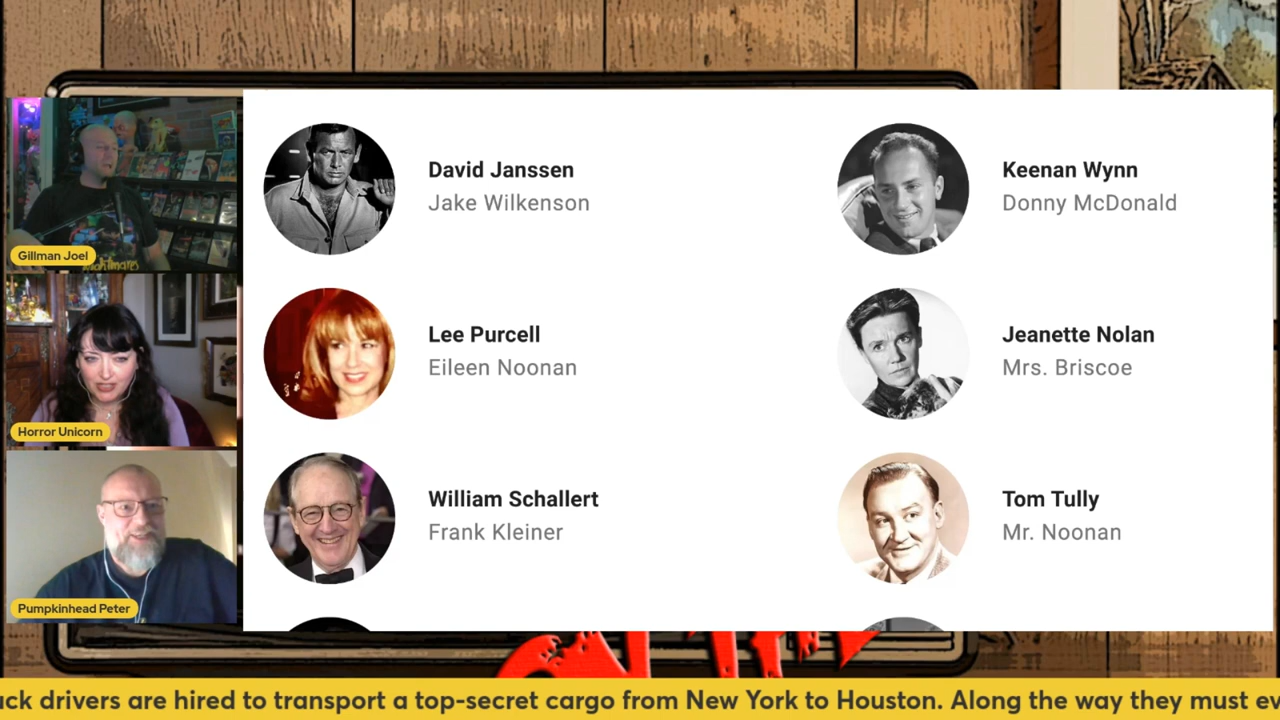 Gillman Joel
Horror Unicorn
Pumpkinhead Peter
David Janssen
Jake Wilkenson
Keenan Wynn
Donny McDonald
Lee Purcell
Eileen Noonan
Jeanette Nolan
Mrs. Briscoe
William Schallert
Frank Kleiner
Tom Tully
Mr. Noonan
ck drivers are hired to transport a top-secret cargo from New York to Houston. Along the way they must ev